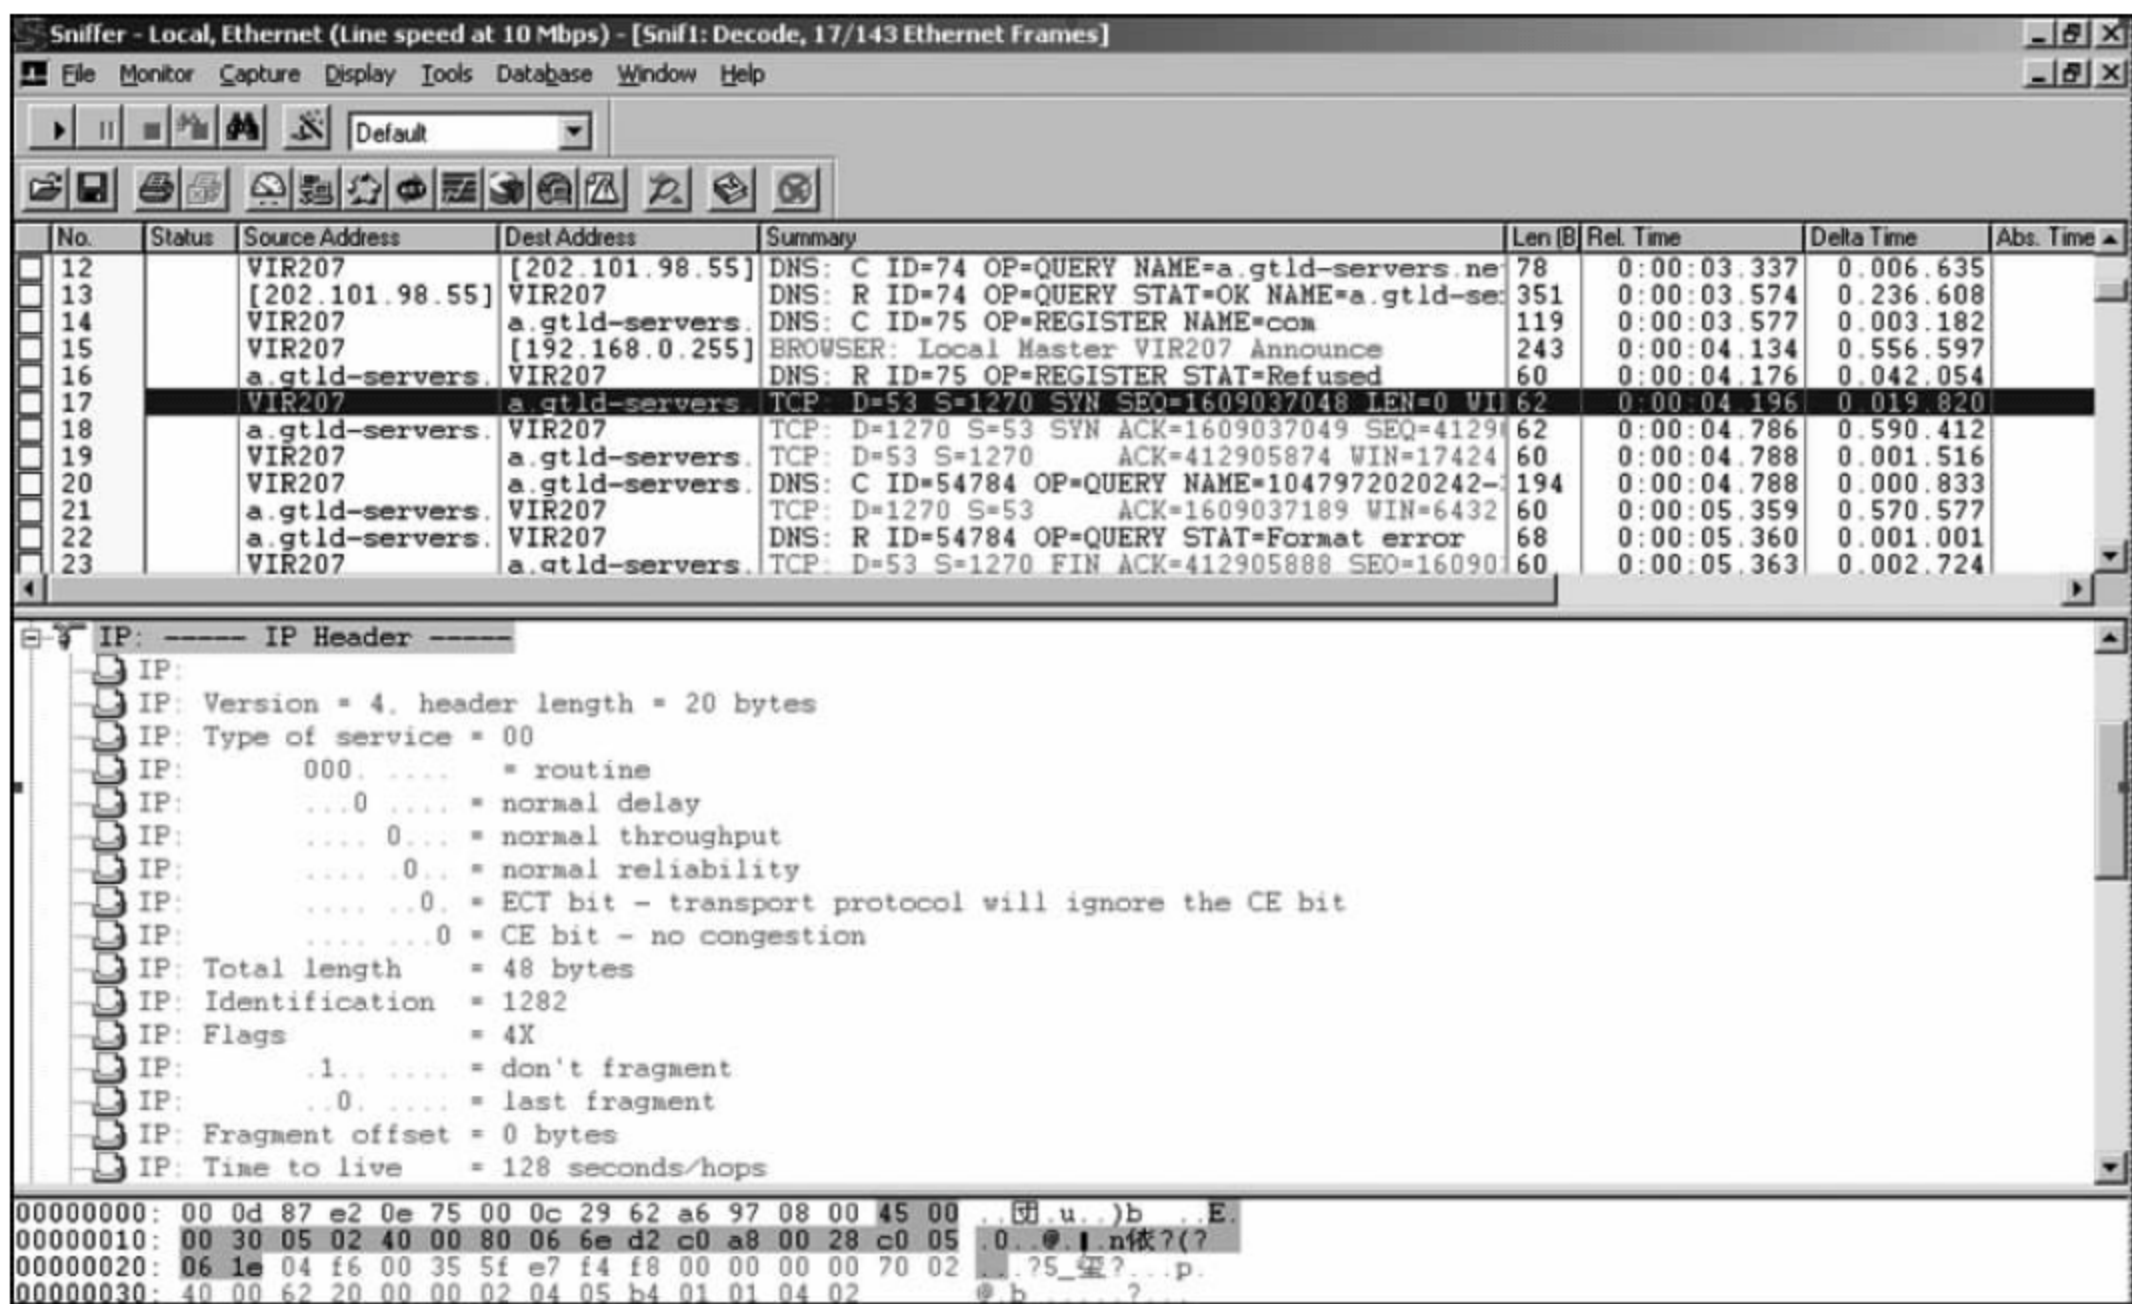 Sniffer - Local, Ethernet (Line speed at 10 Mbps) - [Snif1: Decode, 17/143 Ethernet Frames]
File Monitor Capture Display Tools Database Window Help
Default
No. Status Source Address Dest Address Summary Len (B Rel. Time Delta Time Abs. Time
12 VIR207 [202.101.98.55] DNS: C ID=74 OP=QUERY NAME=a.gtld-servers.ne 78 0:00:03.337 0.006.635
13 [202.101.98.55] VIR207 DNS: R ID=74 OP=QUERY STAT=OK NAME=a.gtld-se 351 0:00:03.574 0.236.608
14 VIR207 a.gtld-servers. DNS: C ID=75 OP=REGISTER NAME=com 119 0:00:03.577 0.003.182
15 VIR207 [192.168.0.255] BROWSER: Local Master VIR207 Announce 243 0:00:04.134 0.556.597
16 a.gtld-servers. VIR207 DNS: R ID=75 OP=REGISTER STAT=Refused 60 0:00:04.176 0.042.054
17 VIR207 a.gtld-servers. TCP: D=53 S=1270 SYN SEQ=1609037048 LEN=0 WI 62 0:00:04.196 0.019.820
18 a.gtld-servers. VIR207 TCP: D=1270 S=53 SYN ACK=1609037049 SEQ=4129 62 0:00:04.786 0.590.412
19 VIR207 a.gtld-servers. TCP: D=53 S=1270 ACK=412905874 WIN=17424 60 0:00:04.788 0.001.516
20 VIR207 a.gtld-servers. DNS: C ID=54784 OP=QUERY NAME=1047972020242- 194 0:00:04.788 0.000.833
21 a.gtld-servers. VIR207 TCP: D=1270 S=53 ACK=1609037189 WIN=6432 60 0:00:05.359 0.570.577
22 a.gtld-servers. VIR207 DNS: R ID=54784 OP=QUERY STAT=Format error 68 0:00:05.360 0.001.001
23 VIR207 a.gtld-servers. TCP: D=53 S=1270 FIN ACK=412905888 SEQ=16090 60 0:00:05.363 0.002.724
IP: ----- IP Header -----
IP:
IP: Version = 4, header length = 20 bytes
IP: Type of service = 00
IP: 000. .... = routine
IP: ...0 .... = normal delay
IP: .... 0... = normal throughput
IP: .... .0.. = normal reliability
IP: .... ..0. = ECT bit - transport protocol will ignore the CE bit
IP: .... ...0 = CE bit - no congestion
IP: Total length = 48 bytes
IP: Identification = 1282
IP: Flags = 4X
IP: .1.. .... = don't fragment
IP: ..0. .... = last fragment
IP: Fragment offset = 0 bytes
IP: Time to live = 128 seconds/hops
00000000: 00 0d 87 e2 0e 75 00 0c 29 62 a6 97 08 00 45 00 .u..)b ..E.
00000010: 00 30 05 02 40 00 80 06 6e d2 c0 a8 00 28 c0 05 .0..@. .n依?(?
00000020: 06 1e 04 f6 00 35 5f e7 f4 f8 00 00 00 00 70 02 ...?5_ ?...p.
00000030: 40 00 62 20 00 00 02 04 05 b4 01 01 04 02 @.b .....?...